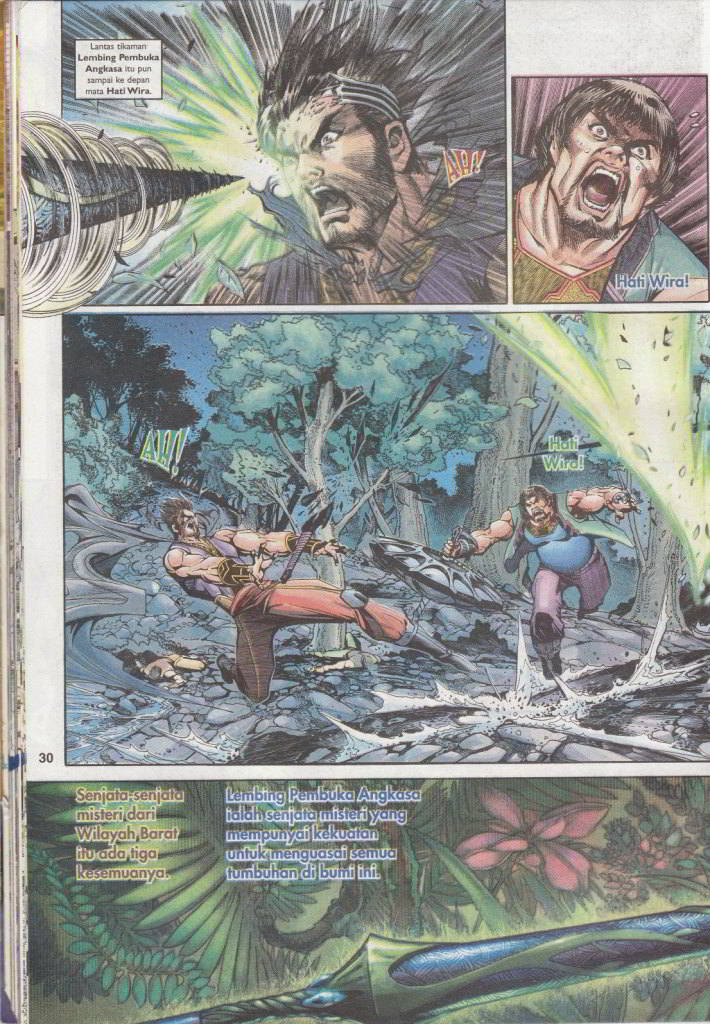 Lantas tikaman
Lembing Pembuka
Angkasa itu pun
sampai ke depan
mata Hati Wira.
AH!
Hati Wira!
AH!
Hati
Wira!
30
Senjata-senjata
misteri dari
Wilayah Barat
itu ada tiga
kesemuanya.
Lembing Pembuka Angkasa
ialah senjata misteri yang
mempunyai kekuatan
untuk menguasai semua
tumbuhan di bumi ini.